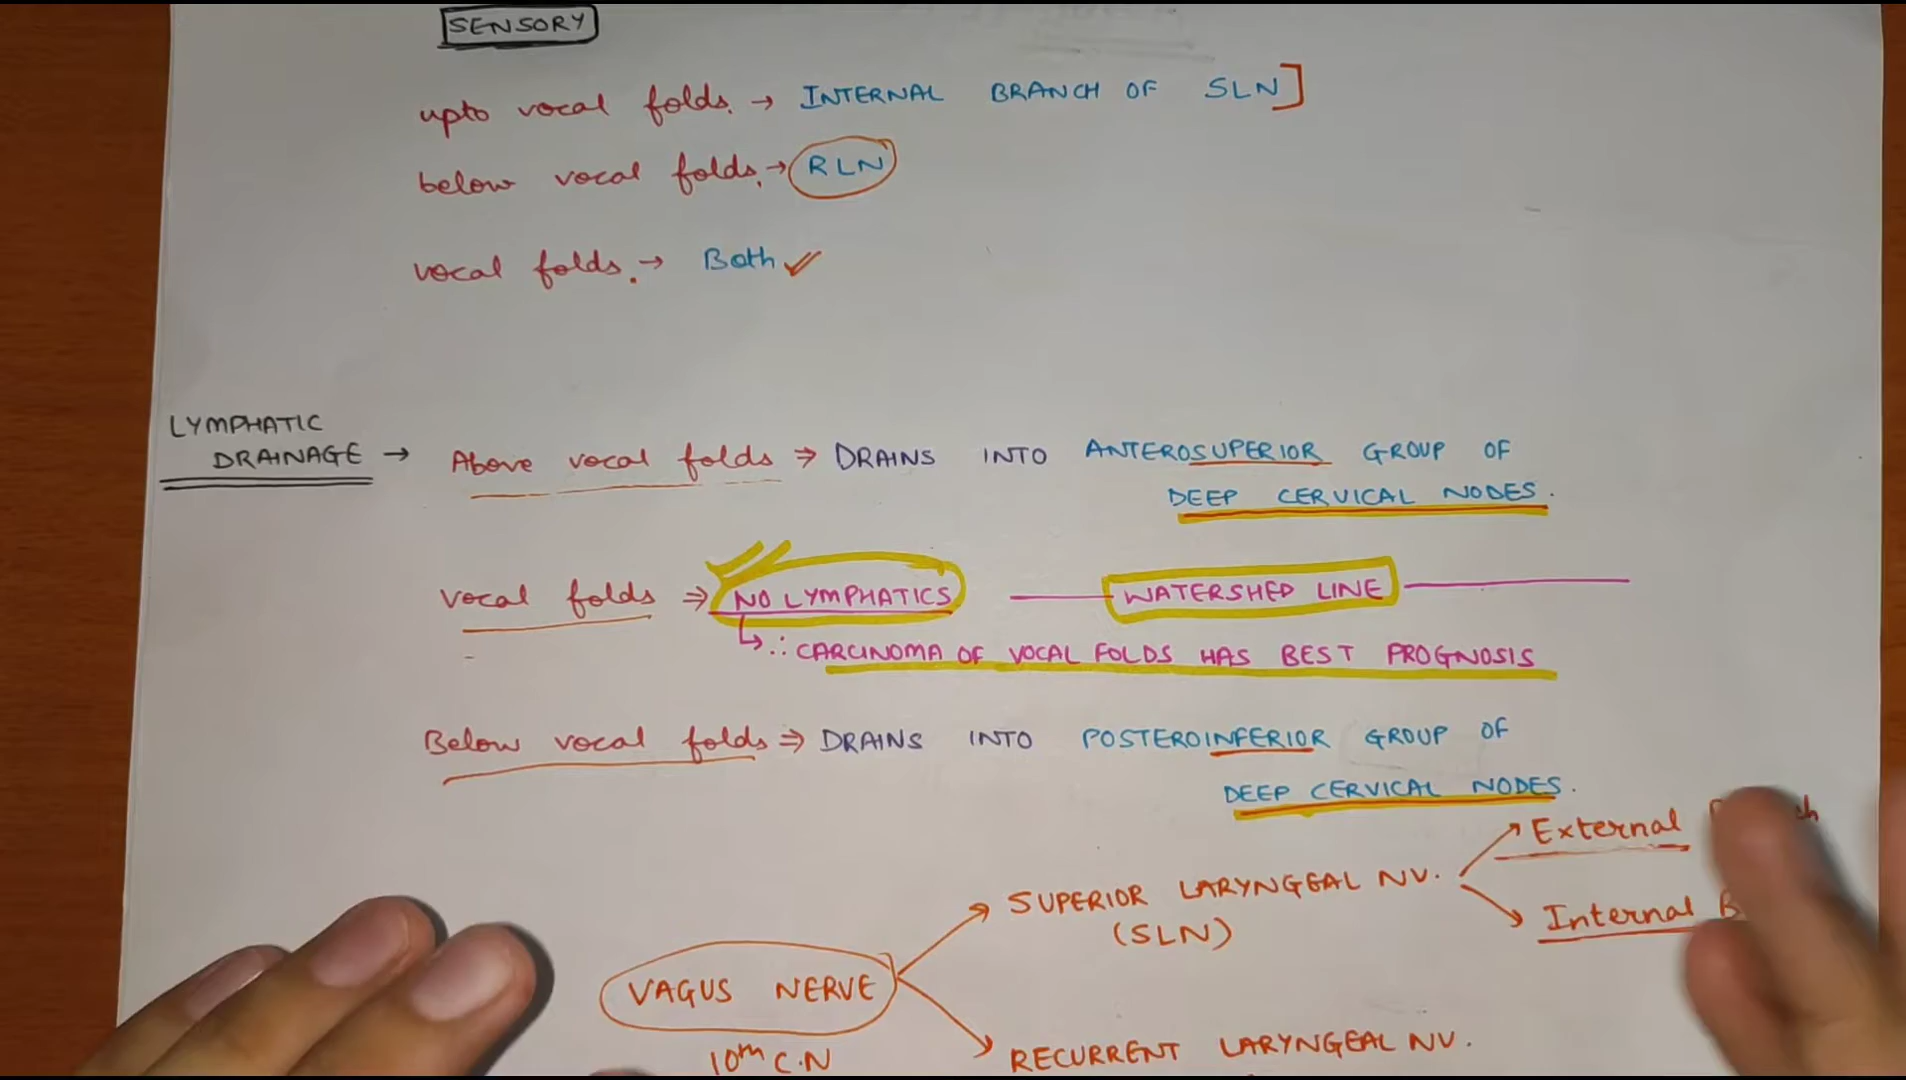 SENSORY
upto vocal folds. → INTERNAL BRANCH OF SLN]
below vocal folds. → RLN
vocal folds. → Both ✓
LYMPHATIC
DRAINAGE → Above vocal folds ⇒ DRAINS INTO ANTEROSUPERIOR GROUP OF
DEEP CERVICAL NODES.
Vocal folds ⇒ NO LYMPHATICS — WATERSHED LINE —
↳ ∴ CARCINOMA OF VOCAL FOLDS HAS BEST PROGNOSIS
Below vocal folds ⇒ DRAINS INTO POSTEROINFERIOR GROUP OF
DEEP CERVICAL NODES.
External
SUPERIOR LARYNGEAL NV.
(SLN)
Internal
VAGUS NERVE
10th C.N
RECURRENT LARYNGEAL NV.